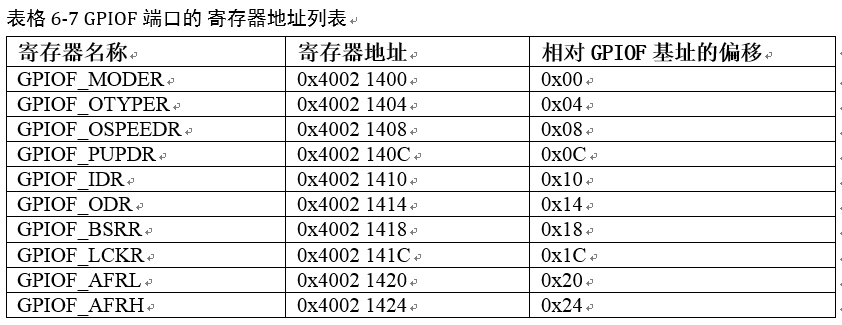 表格 6-7 GPIOF 端口的 寄存器地址列表
寄存器名称 寄存器地址 相对 GPIOF 基址的偏移
GPIOF_MODER 0x4002 1400 0x00
GPIOF_OTYPER 0x4002 1404 0x04
GPIOF_OSPEEDR 0x4002 1408 0x08
GPIOF_PUPDR 0x4002 140C 0x0C
GPIOF_IDR 0x4002 1410 0x10
GPIOF_ODR 0x4002 1414 0x14
GPIOF_BSRR 0x4002 1418 0x18
GPIOF_LCKR 0x4002 141C 0x1C
GPIOF_AFRL 0x4002 1420 0x20
GPIOF_AFRH 0x4002 1424 0x24